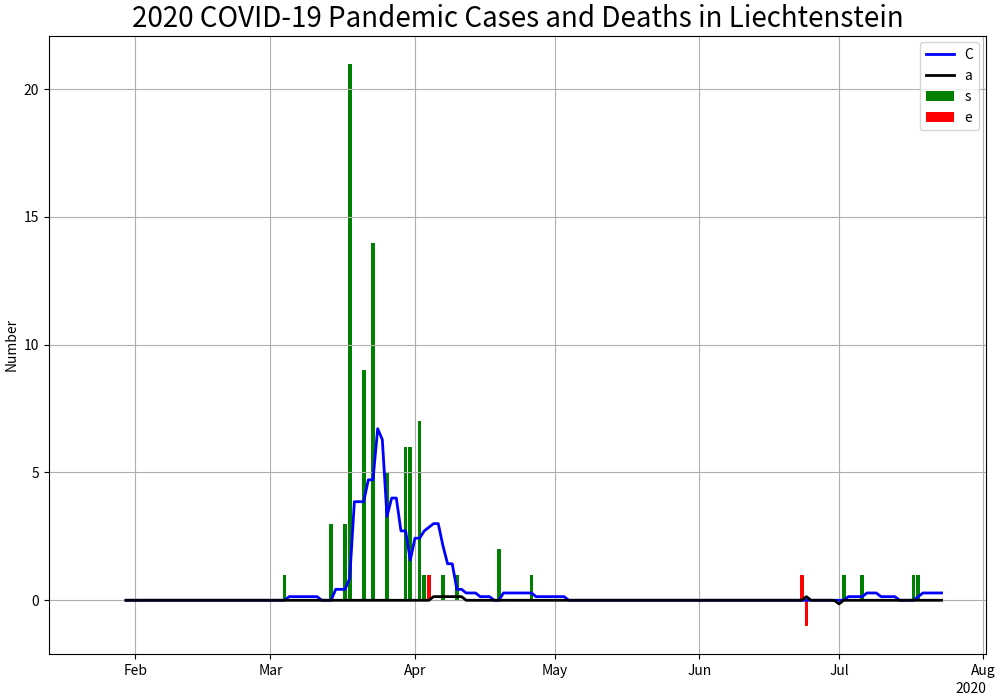 2020 COVID-19 Pandemic Cases and Deaths in Liechtenstein
C
a
s
e
20
15
10
5
0
Number
Feb Mar Apr May Jun Jul Aug
2020